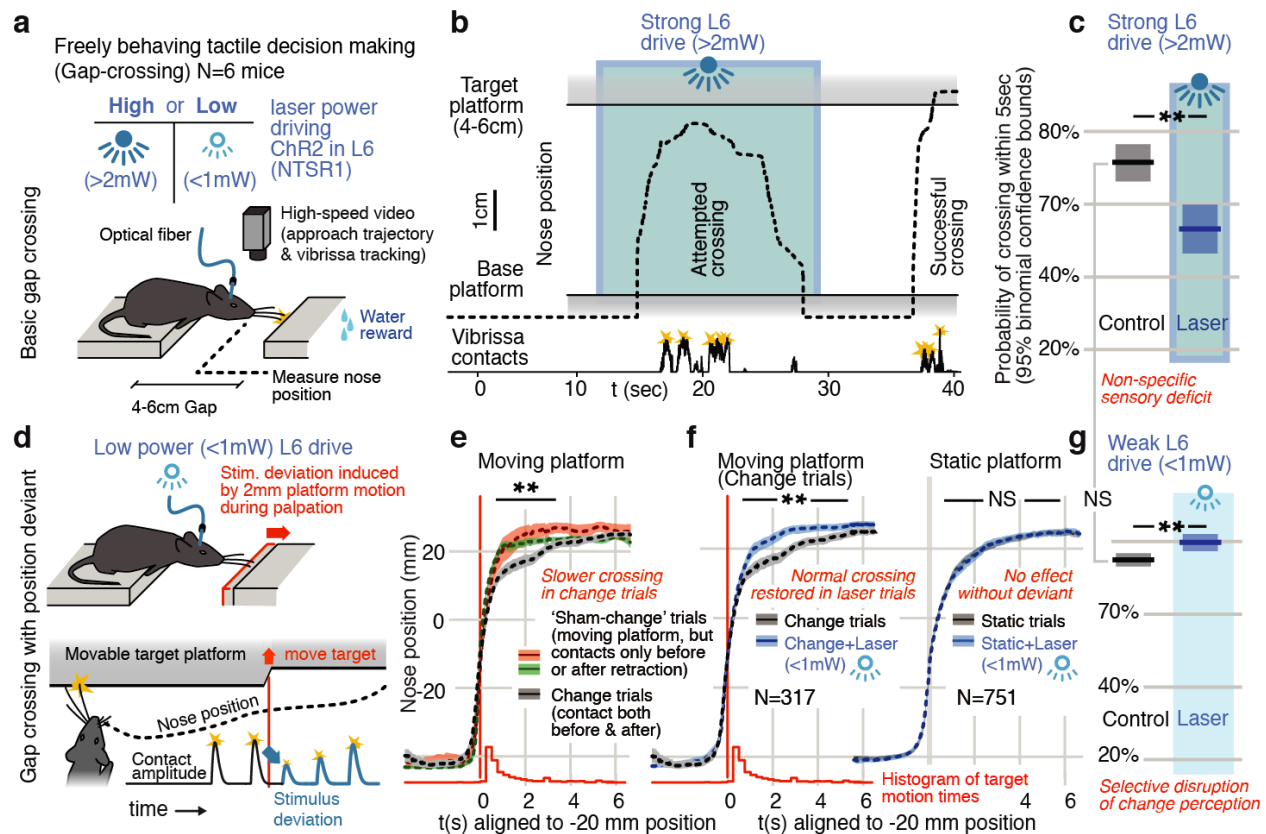 a
Freely behaving tactile decision making
(Gap-crossing) N=6 mice
High or Low
(>2mW)
(<1mW)
laser power
driving
ChR2 in L6
(NTSR1)
Basic gap crossing
Optical fiber
High-speed video
(approach trajectory
& vibrissa tracking)
Water
reward
Measure nose
position
4-6cm Gap
b
Strong L6
drive (>2mW)
Target
platform
(4-6cm)
1cm
Nose position
Attempted
crossing
Successful
crossing
Base
platform
Vibrissa
contacts
0
10
t (sec)
20
30
40
c
Strong L6
drive (>2mW)
**
Probability of crossing within 5sec
(95% binomial confidence bounds)
80%
70%
40%
20%
Control
Laser
Non-specific
sensory deficit
d
Low power (<1mW) L6 drive
Gap crossing with position deviant
Stim. deviation induced
by 2mm platform motion
during palpation
Movable target platform
move target
Nose position
Contact
amplitude
time
Stimulus
deviation
e
Moving platform
**
Nose position (mm)
20
0
-20
Slower crossing
in change trials
‘Sham-change’ trials
(moving platform, but
contacts only before
or after retraction)
Change trials
(contact both
before & after)
0 2 4 6
t(s) aligned to -20 mm position
f
Moving platform
(Change trials)
**
Normal crossing
restored in laser trials
Change trials
Change+Laser
(<1mW)
N=317
0 2 4 6
Static platform
NS
No effect
without deviant
Static trials
Static+Laser
(<1mW)
N=751
Histogram of target
motion times
6
t(s) aligned to -20 mm position
g
Weak L6
drive (<1mW)
NS
**
70%
40%
20%
Control
Laser
Selective disruption
of change perception